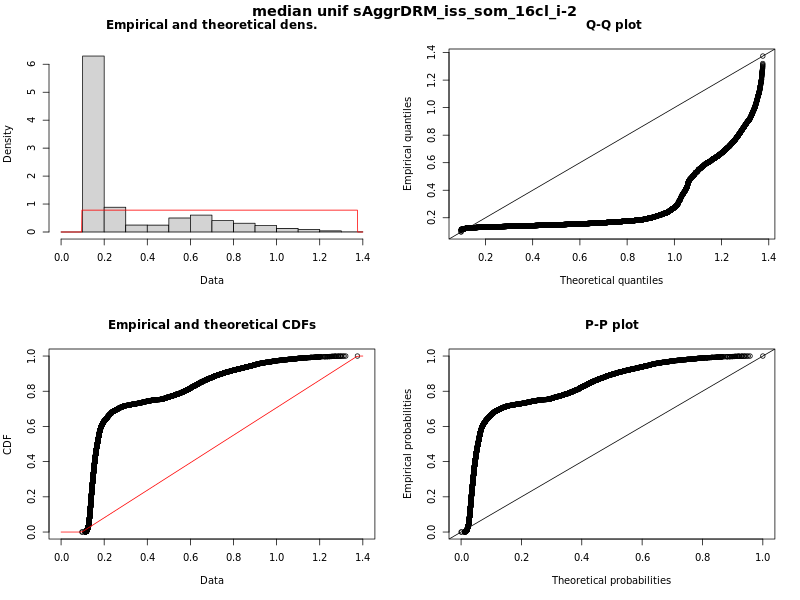 median unif sAggrDRM_iss_som_16cl_i-2
Empirical and theoretical dens.
Density
0 1 2 3 4 5 6
0.0 0.2 0.4 0.6 0.8 1.0 1.2 1.4
Data
Q-Q plot
Empirical quantiles
0.2 0.4 0.6 0.8 1.0 1.2 1.4
0.2 0.4 0.6 0.8 1.0 1.2 1.4
Theoretical quantiles
Empirical and theoretical CDFs
CDF
0.0 0.2 0.4 0.6 0.8 1.0
0.0 0.2 0.4 0.6 0.8 1.0 1.2 1.4
Data
P-P plot
Empirical probabilities
0.0 0.2 0.4 0.6 0.8 1.0
0.0 0.2 0.4 0.6 0.8 1.0
Theoretical probabilities